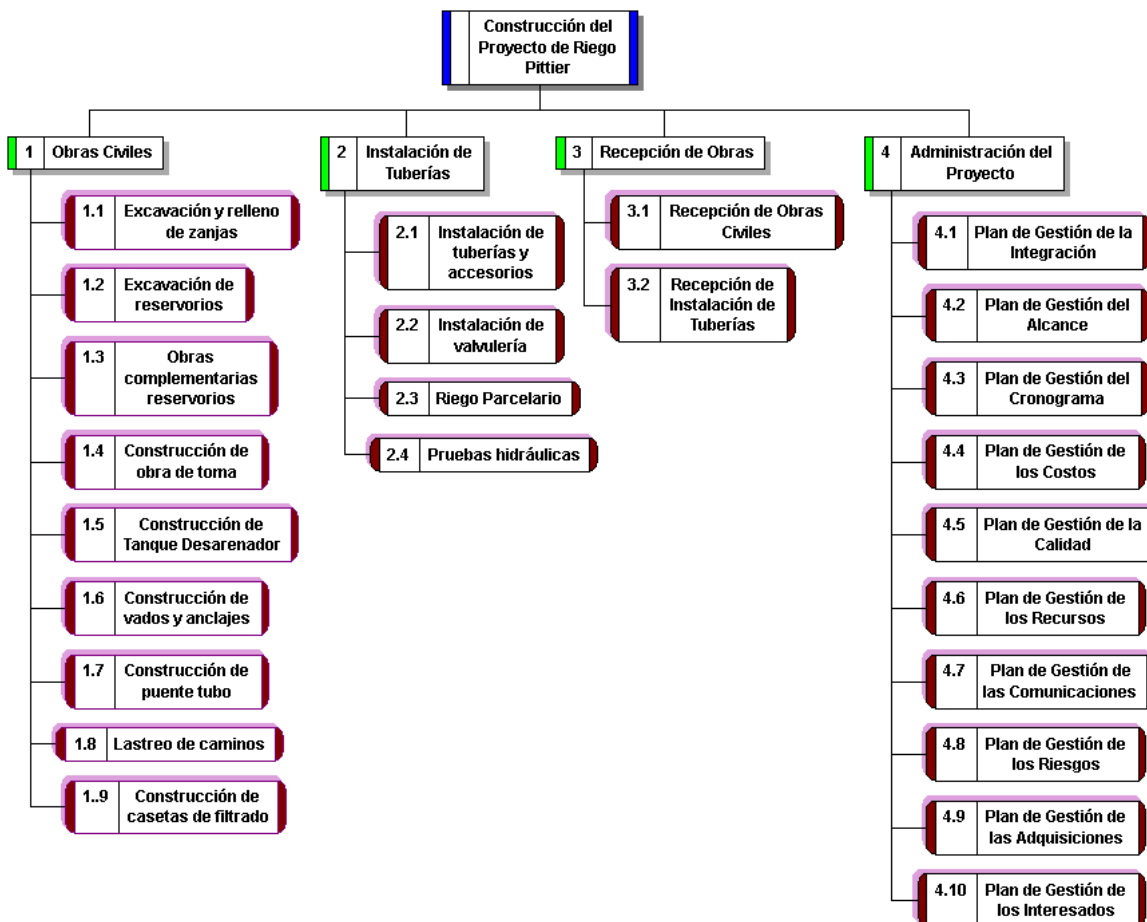 Construcción del
Proyecto de Riego
Pittier
1 Obras Civiles
1.1 Excavación y relleno
de zanjas
1.2 Excavación de
reservorios
1.3 Obras
complementarias
reservorios
1.4 Construcción de
obra de toma
1.5 Construcción de
Tanque Desarenador
1.6 Construcción de
vados y anclajes
1.7 Construcción de
puente tubo
1.8 Lastreo de caminos
1..9 Construcción de
casetas de filtrado
2 Instalación de
Tuberías
2.1 Instalación de
tuberías y
accesorios
2.2 Instalación de
valvulería
2.3 Riego Parcelario
2.4 Pruebas hidráulicas
3 Recepción de Obras
3.1 Recepción de Obras
Civiles
3.2 Recepción de
Instalación de
Tuberías
4 Administración del
Proyecto
4.1 Plan de Gestión de la
Integración
4.2 Plan de Gestión del
Alcance
4.3 Plan de Gestión del
Cronograma
4.4 Plan de Gestión de
los Costos
4.5 Plan de Gestión de la
Calidad
4.6 Plan de Gestión de
los Recursos
4.7 Plan de Gestión de
las Comunicaciones
4.8 Plan de Gestión de
los Riesgos
4.9 Plan de Gestión de
las Adquisiciones
4.10 Plan de Gestión de
los Interesados